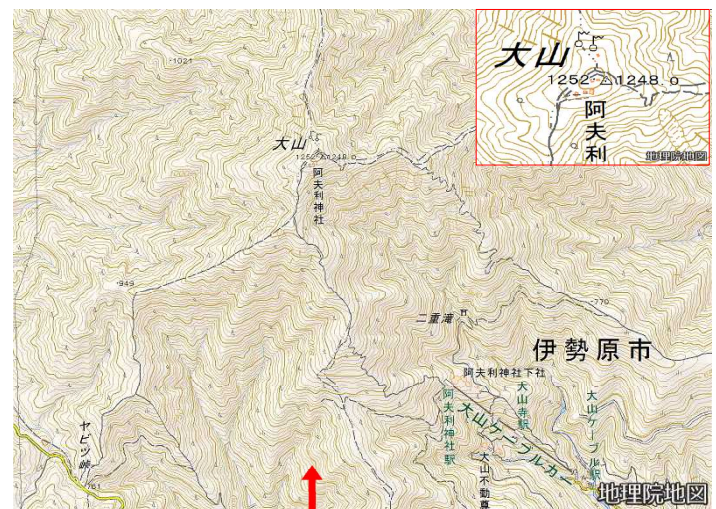 大山
1252 △ 1248.0
阿夫利
地理院地図
・1021
大山
1252 △ 1248.0
阿夫利神社
・949
・770
二重滝
伊勢原市
阿夫利神社下社
大山寺駅
大山ケーブル駅
阿夫利神社駅
大山ケーブルカー
大山不動尊
ヤビツ峠
761
地理院地図